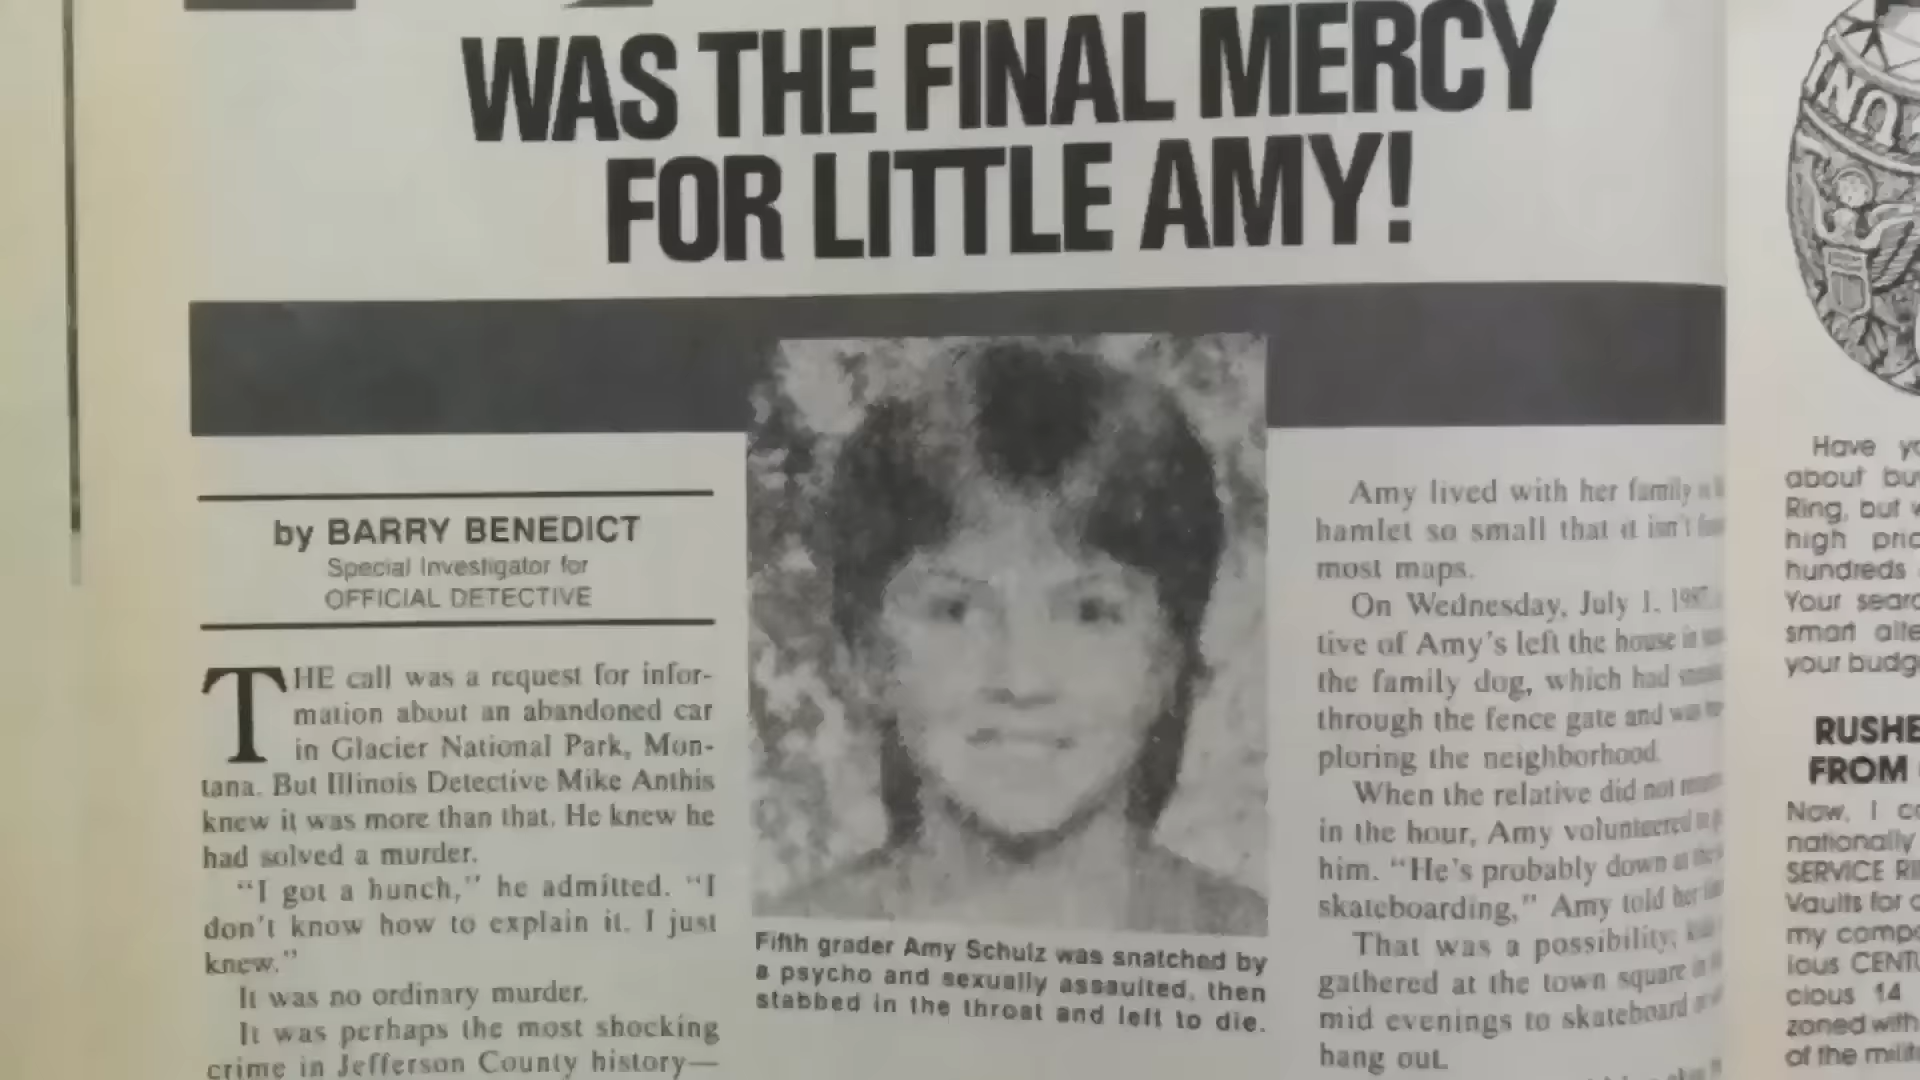 WAS THE FINAL MERCY
FOR LITTLE AMY!
by BARRY BENEDICT
Special Investigator for
OFFICIAL DETECTIVE
THE call was a request for infor-
mation about an abandoned car
in Glacier National Park, Mon-
tana. But Illinois Detective Mike Anthis
knew it was more than that. He knew he
had solved a murder.
“I got a hunch,” he admitted. “I
don't know how to explain it. I just
knew.”
It was no ordinary murder.
It was perhaps the most shocking
crime in Jefferson County history—
Fifth grader Amy Schulz was snatched by
a psycho and sexually assaulted, then
stabbed in the throat and left to die.
Amy lived with her family
hamlet so small that it isn't
most maps.
On Wednesday, July 1,
tive of Amy's left the house
the family dog, which had
through the fence gate and
ploring the neighborhood.
When the relative did not
in the hour, Amy volunteered
him. “He's probably down
skateboarding,” Amy told her
That was a possibility;
gathered at the town square
mid evenings to skateboard
hang out.
Have
about
Ring, but
high
hundreds
Your
smart
your
RUSHE
FROM
Now, I
nationally
SERVICE
Vaults for
my
ious
cious 14
zoned with
of the